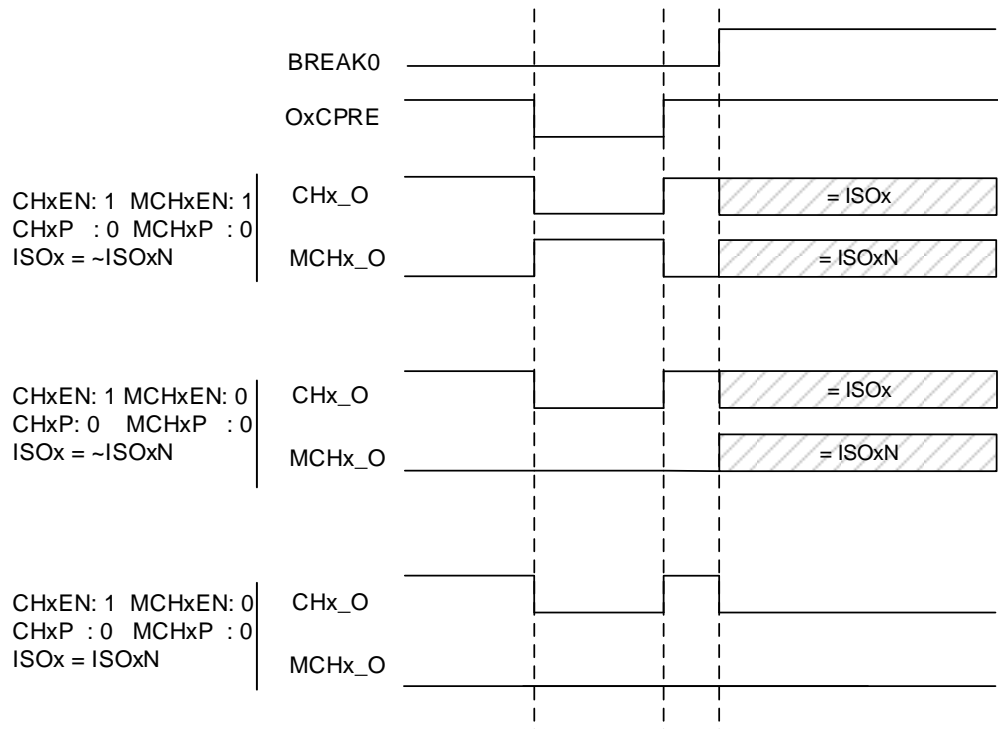 BREAK0
OxCPRE
CHxEN: 1 MCHxEN: 1
CHxP : 0 MCHxP : 0
ISOx = ~ISOxN
CHx_O
= ISOx
MCHx_O
= ISOxN
CHxEN: 1 MCHxEN: 0
CHxP: 0 MCHxP : 0
ISOx = ~ISOxN
CHx_O
= ISOx
MCHx_O
= ISOxN
CHxEN: 1 MCHxEN: 0
CHxP : 0 MCHxP : 0
ISOx = ISOxN
CHx_O
MCHx_O